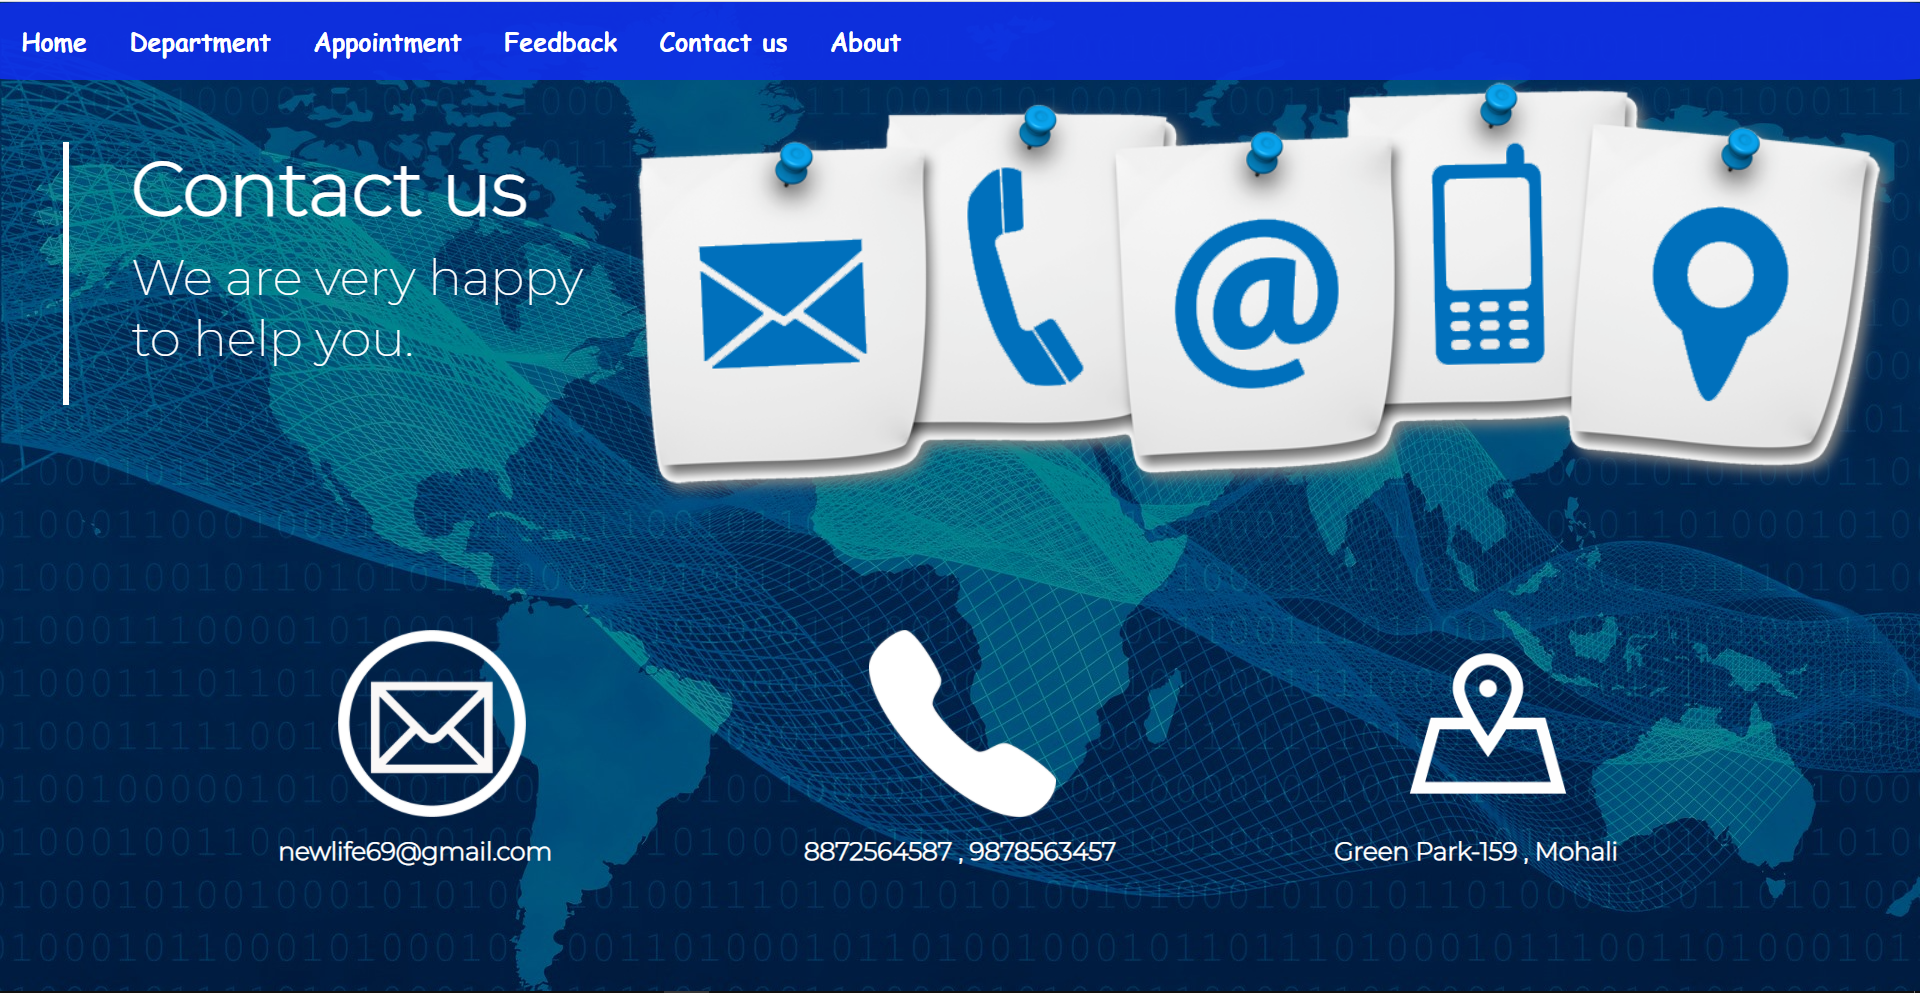 Home Department Appointment Feedback Contact us About
Contact us
We are very happy
to help you.
@
newlife69@gmail.com
8872564587 , 9878563457
Green Park-159 , Mohali